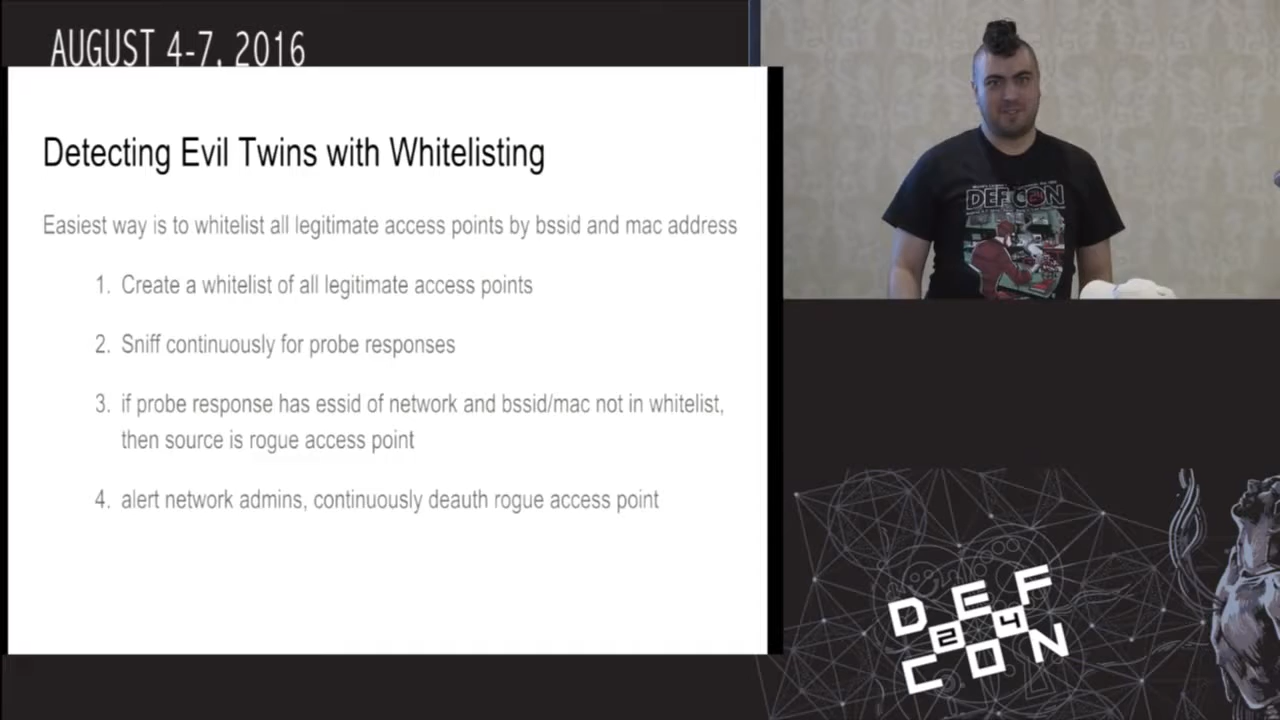 AUGUST 4-7, 2016
Detecting Evil Twins with Whitelisting
Easiest way is to whitelist all legitimate access points by bssid and mac address
1. Create a whitelist of all legitimate access points
2. Sniff continuously for probe responses
3. if probe response has essid of network and bssid/mac not in whitelist,
then source is rogue access point
4. alert network admins, continuously deauth rogue access point
DEFCON
DEF
24
CON